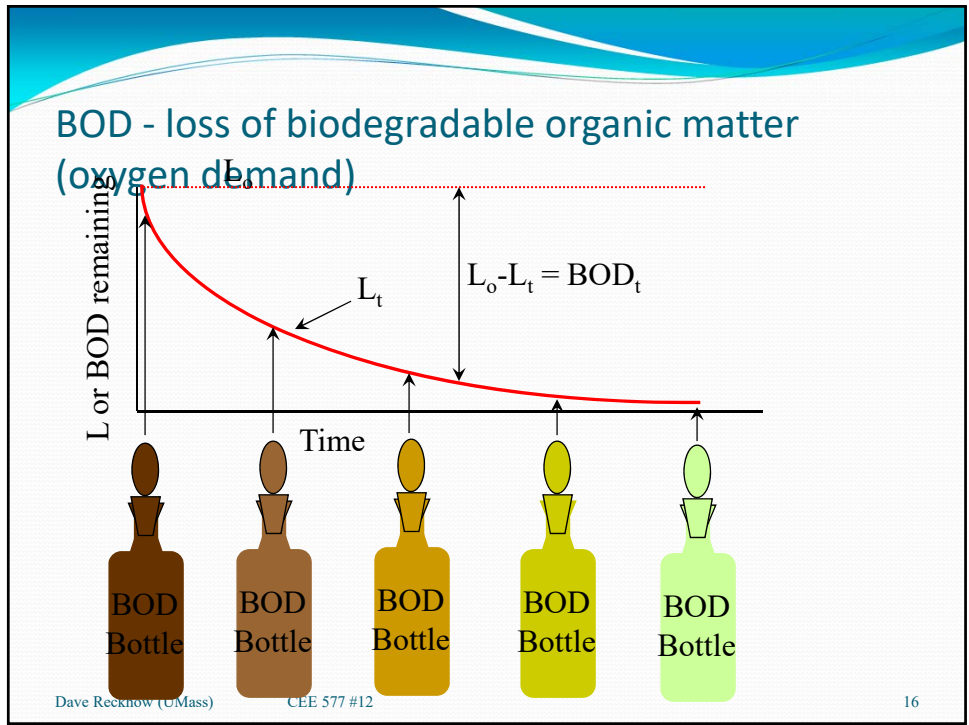 BOD - loss of biodegradable organic matter
(oxygen demand)
L₀
L or BOD remaining
Lₜ
Lₒ-Lₜ = BODₜ
Time
BOD
Bottle
BOD
Bottle
BOD
Bottle
BOD
Bottle
BOD
Bottle
Dave Reckhow (UMass)
CEE 577 #12
16